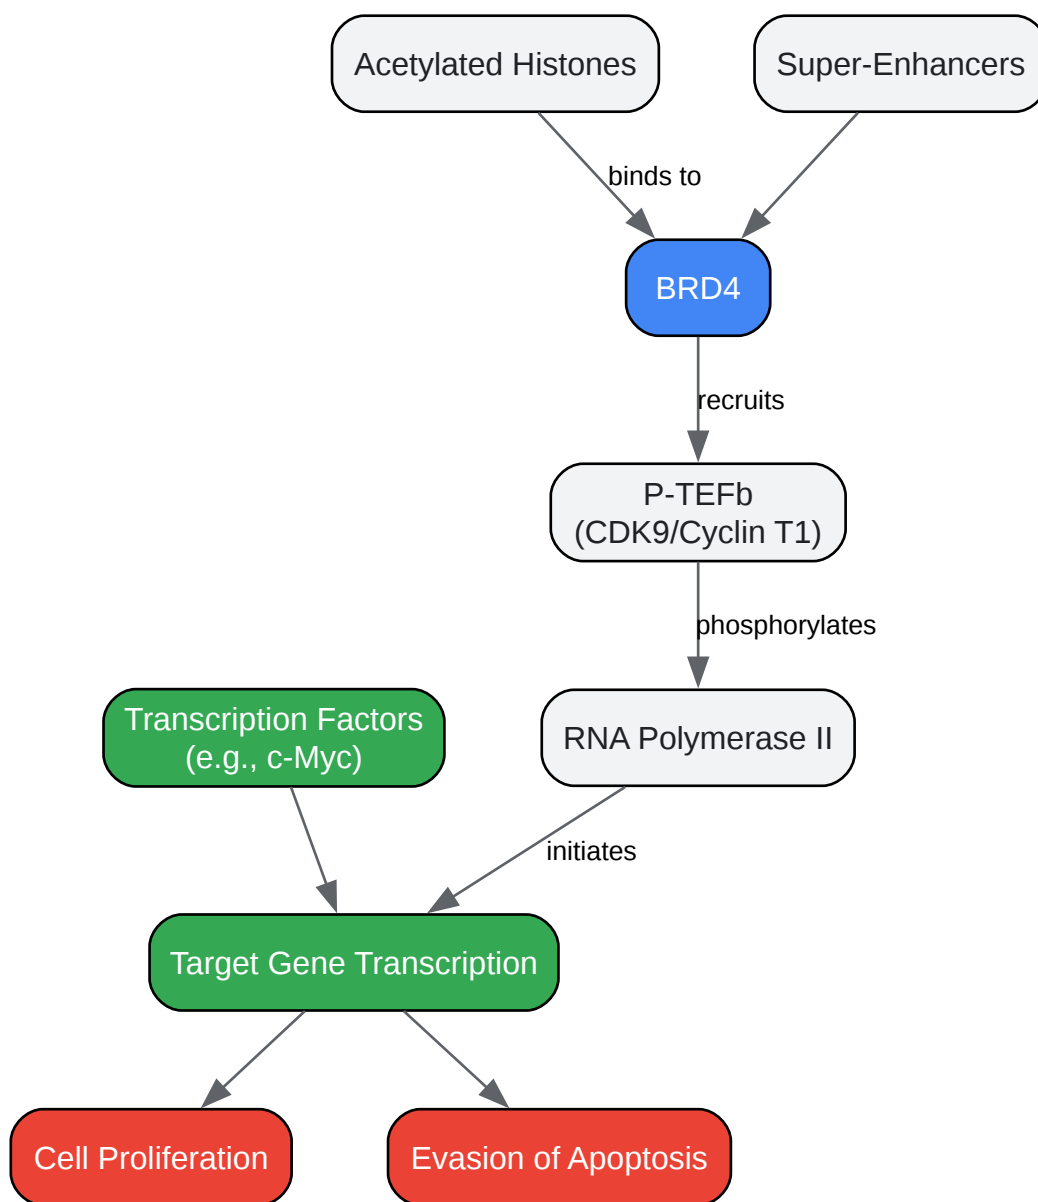 Acetylated Histones
Super-Enhancers
binds to
BRD4
recruits
P-TEFb
(CDK9/Cyclin T1)
phosphorylates
Transcription Factors
(e.g., c-Myc)
RNA Polymerase II
initiates
Target Gene Transcription
Cell Proliferation
Evasion of Apoptosis